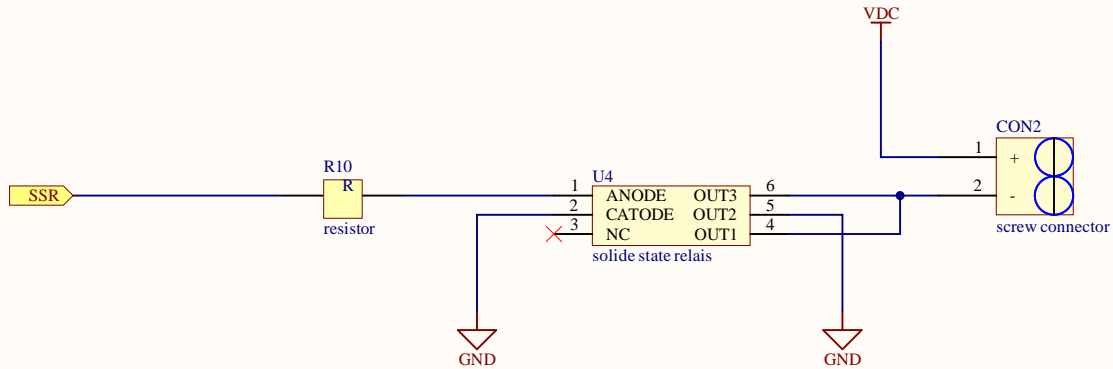 VDC
CON2
1 +
2 -
screw connector
SSR
R10
R
resistor
U4
1 ANODE OUT3 6
2 CATODE OUT2 5
3 NC OUT1 4
solide state relais
GND
GND